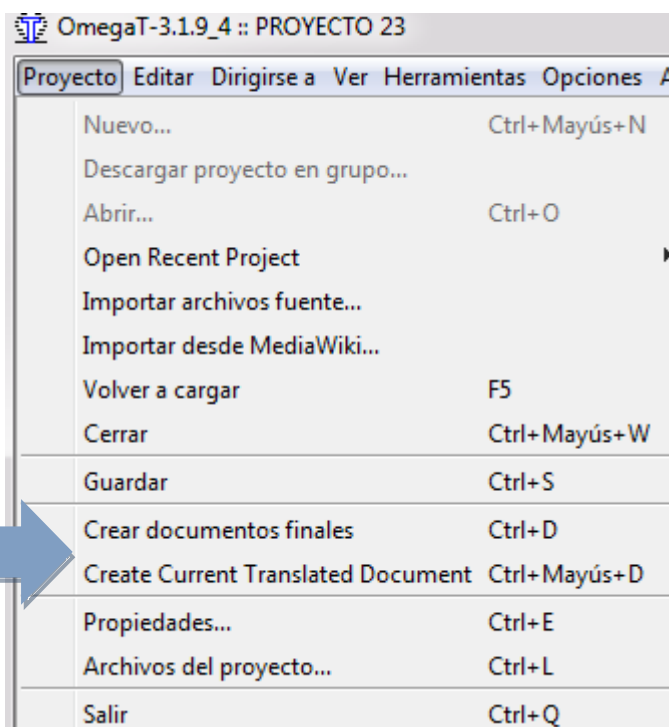 OmegaT-3.1.9_4 :: PROYECTO 23
Proyecto Editar Dirigirse a Ver Herramientas Opciones
Nuevo... Ctrl+Mayús+N
Descargar proyecto en grupo...
Abrir... Ctrl+O
Open Recent Project
Importar archivos fuente...
Importar desde MediaWiki...
Volver a cargar F5
Cerrar Ctrl+Mayús+W
Guardar Ctrl+S
Crear documentos finales Ctrl+D
Create Current Translated Document Ctrl+Mayús+D
Propiedades... Ctrl+E
Archivos del proyecto... Ctrl+L
Salir Ctrl+Q